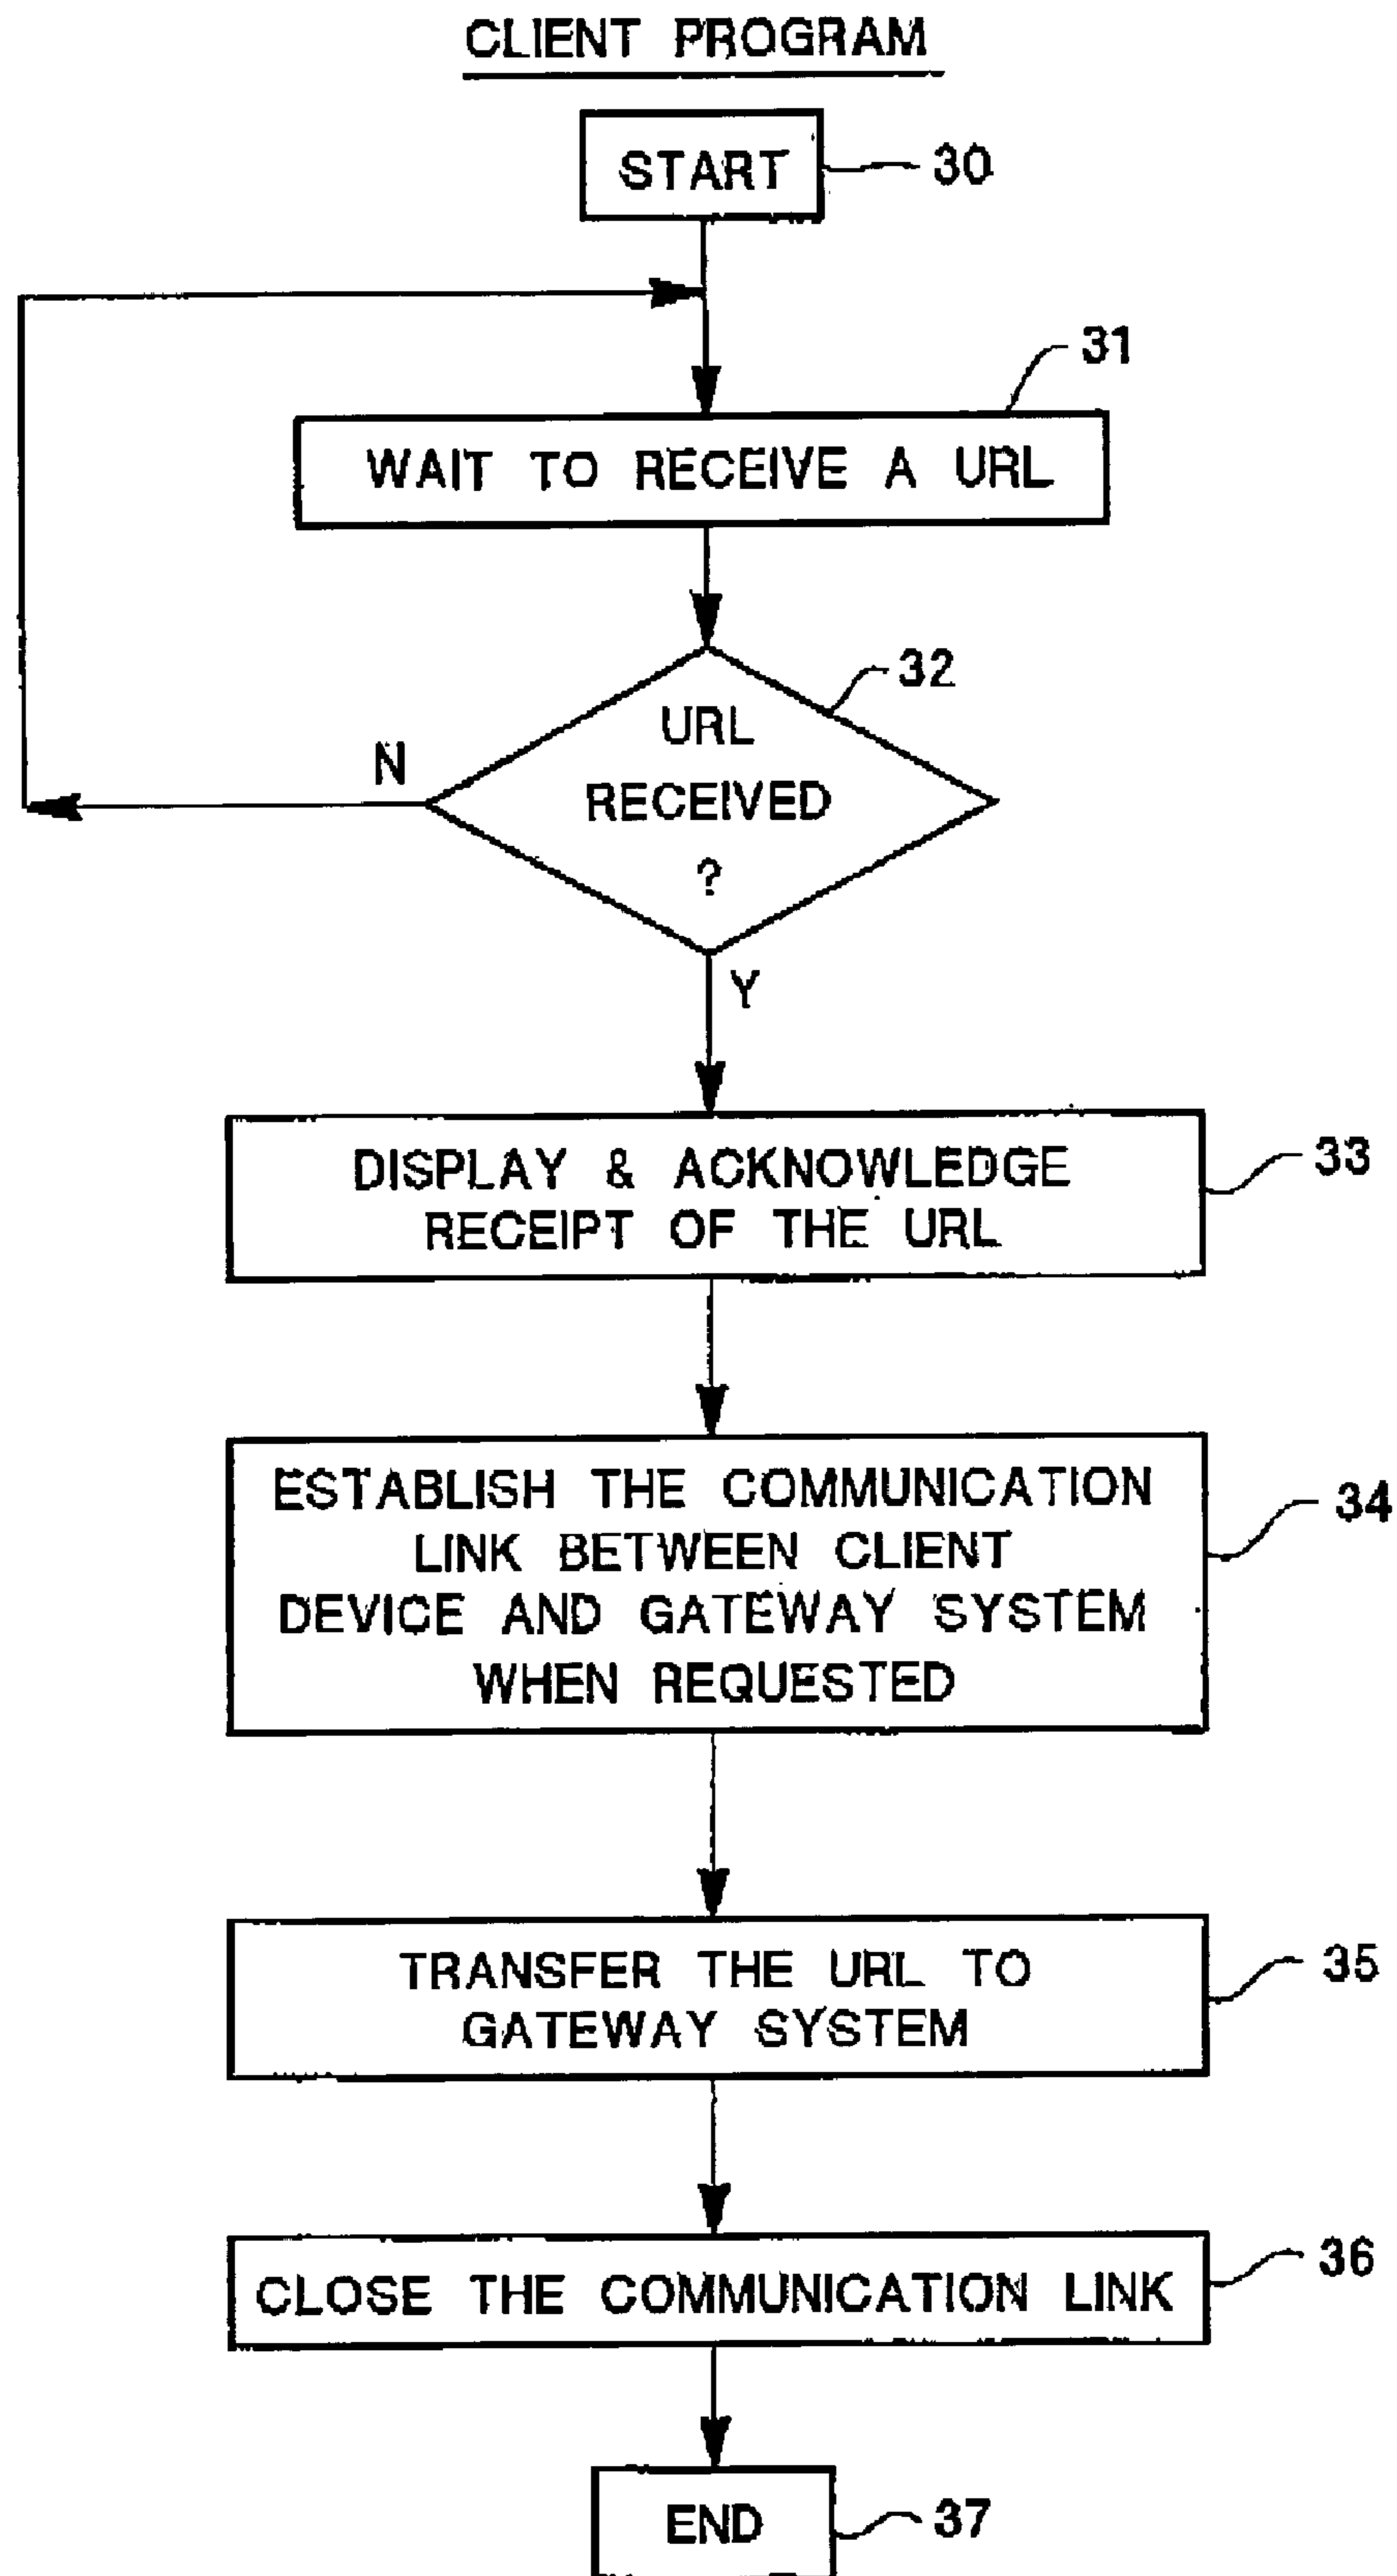 CLIENT PROGRAM
START
30
31
WAIT TO RECEIVE A URL
32
URL
RECEIVED
?
N
Y
DISPLAY & ACKNOWLEDGE
RECEIPT OF THE URL
33
ESTABLISH THE COMMUNICATION
LINK BETWEEN CLIENT
DEVICE AND GATEWAY SYSTEM
WHEN REQUESTED
34
TRANSFER THE URL TO
GATEWAY SYSTEM
35
CLOSE THE COMMUNICATION LINK
36
END
37